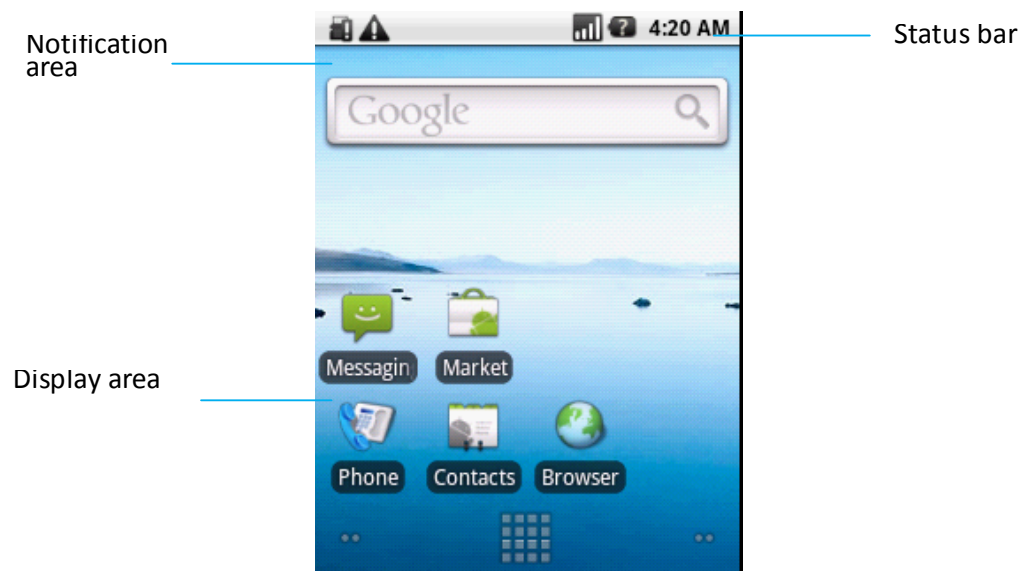 4:20 AM
Notification
area
Status bar
Google
Messagin
Market
Display area
Phone
Contacts
Browser